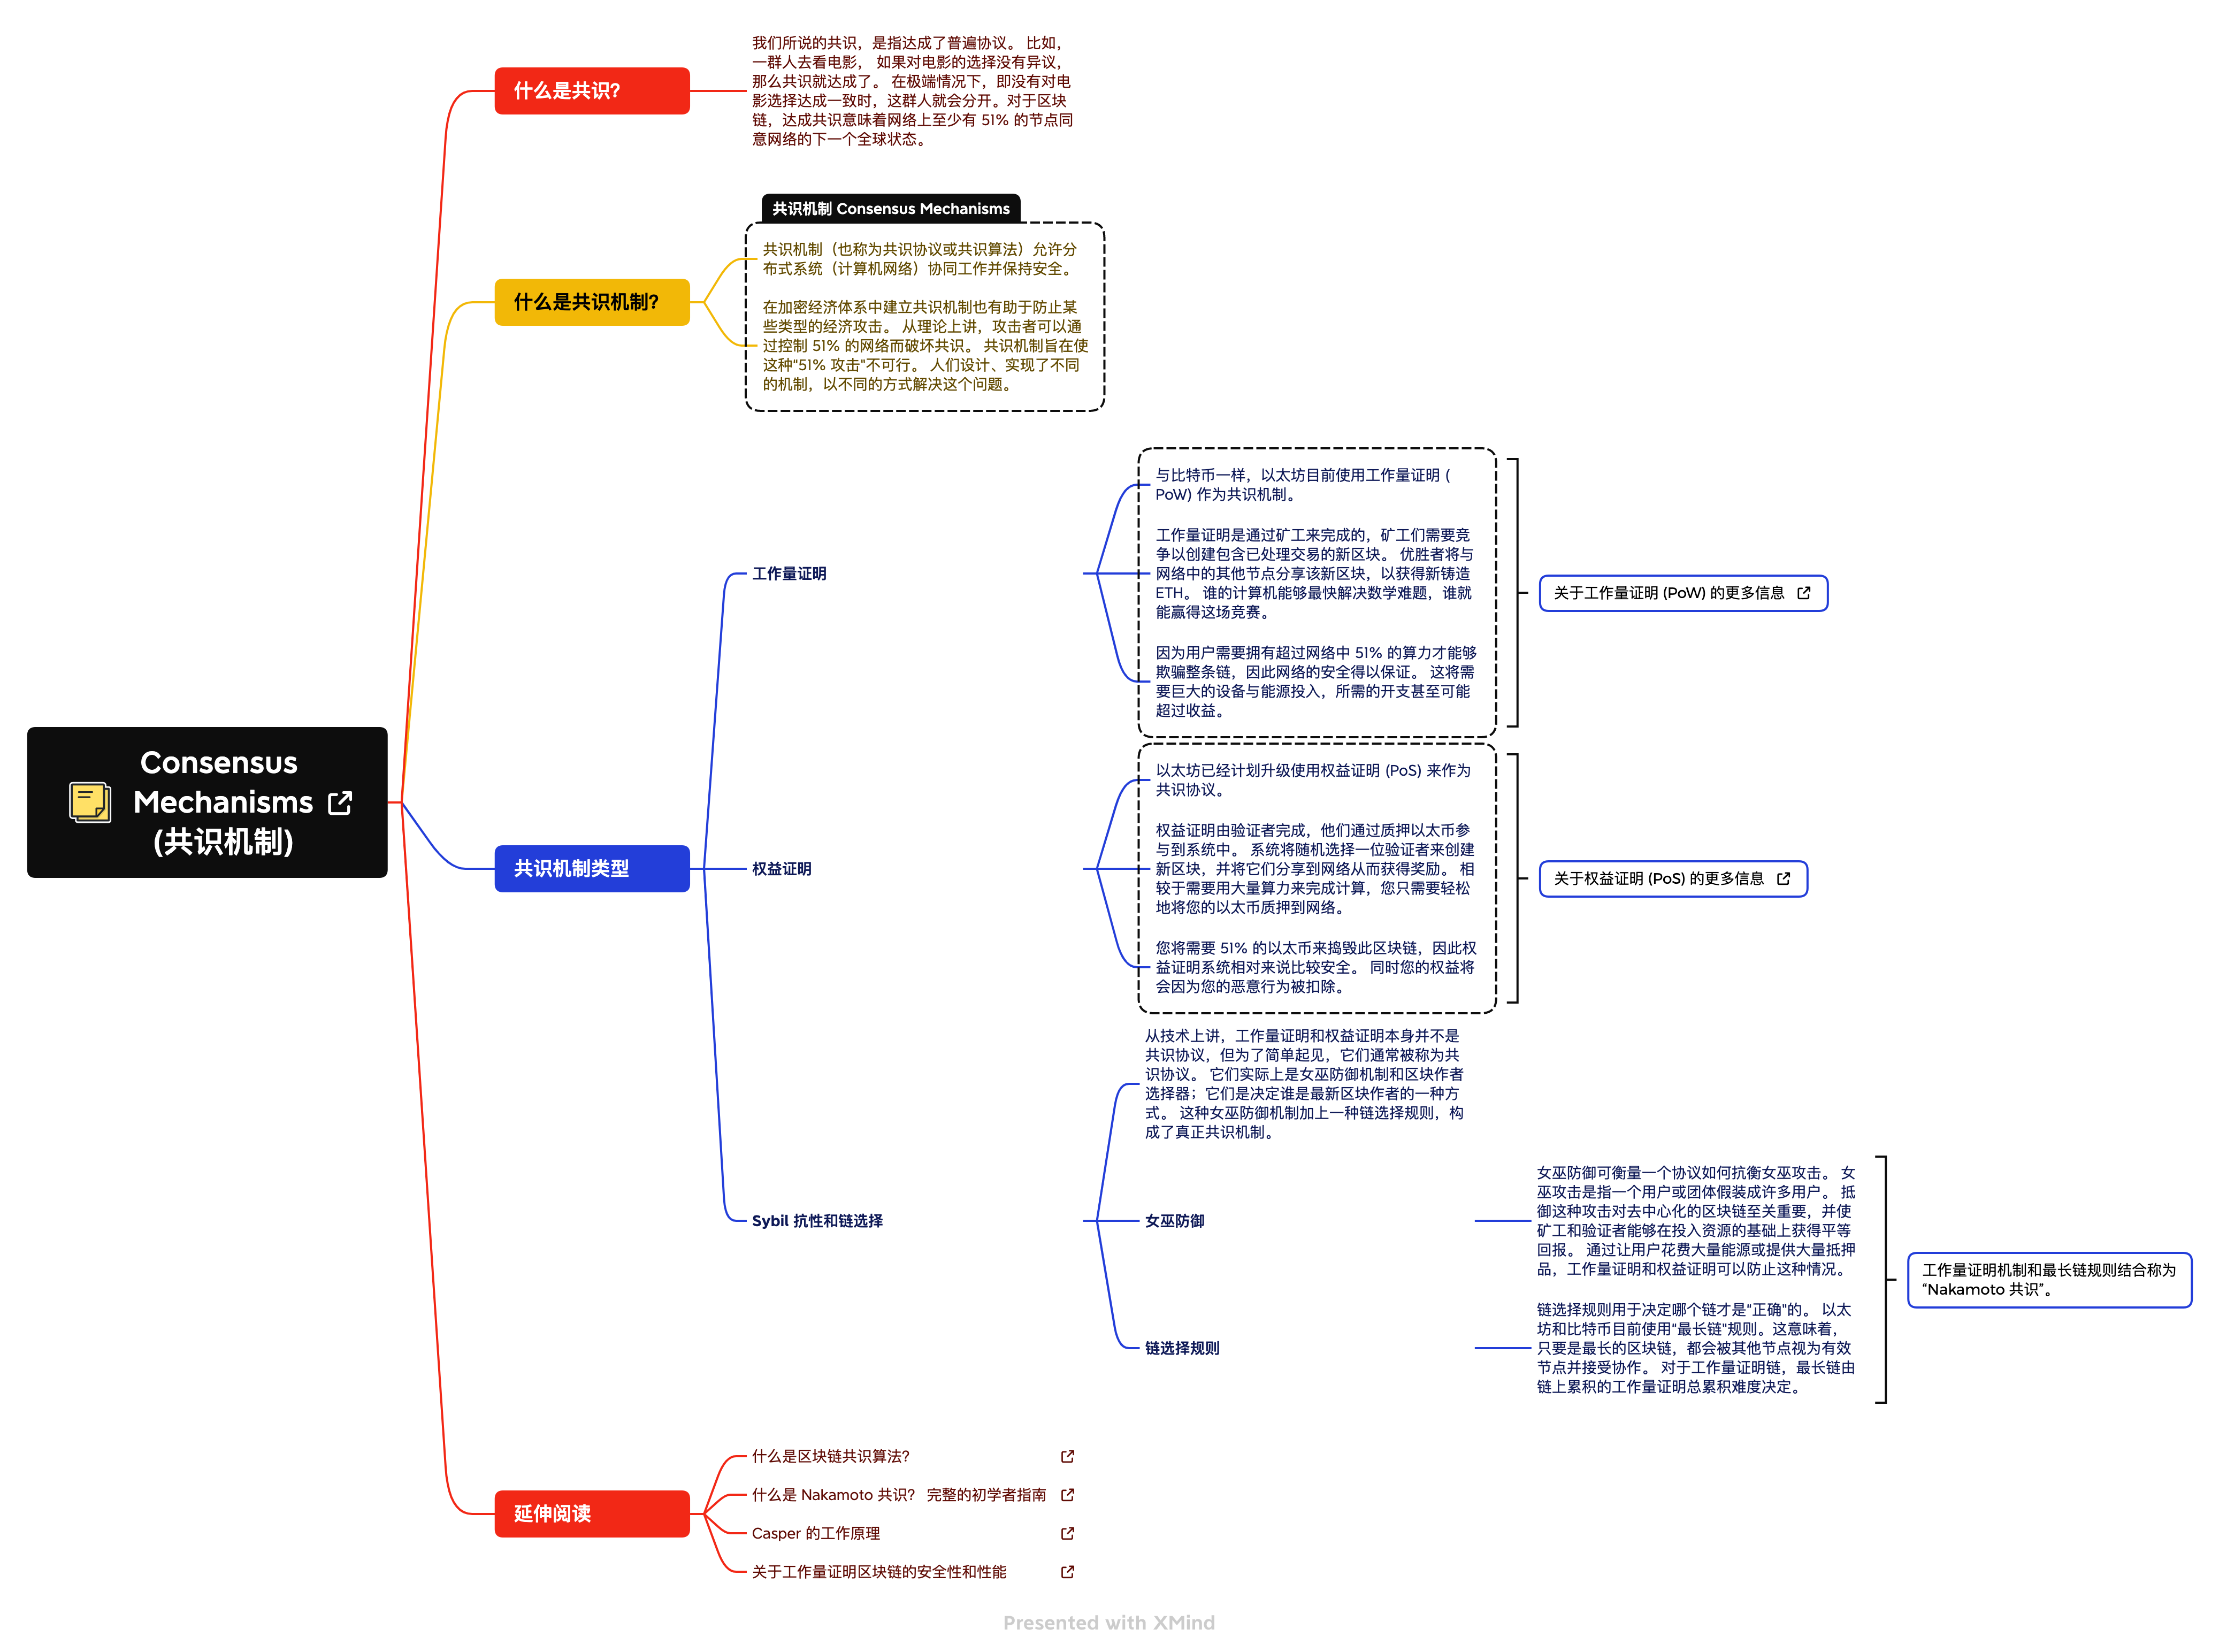 我们所说的共识，是指达成了普遍协议。 比如，
一群人去看电影， 如果对电影的选择没有异议，
那么共识就达成了。 在极端情况下，即没有对电
影选择达成一致时，这群人就会分开。对于区块
链，达成共识意味着网络上至少有 51% 的节点同
意网络的下一个全球状态。
什么是共识？
共识机制 Consensus Mechanisms
共识机制（也称为共识协议或共识算法）允许分
布式系统（计算机网络）协同工作并保持安全。
什么是共识机制？
在加密经济体系中建立共识机制也有助于防止某
些类型的经济攻击。 从理论上讲，攻击者可以通
过控制 51% 的网络而破坏共识。 共识机制旨在使
这种"51% 攻击"不可行。 人们设计、实现了不同
的机制，以不同的方式解决这个问题。
Consensus
Mechanisms
(共识机制)
共识机制类型
工作量证明
与比特币一样，以太坊目前使用工作量证明 (
PoW) 作为共识机制。
工作量证明是通过矿工来完成的，矿工们需要竞
争以创建包含已处理交易的新区块。 优胜者将与
网络中的其他节点分享该新区块，以获得新铸造
ETH。 谁的计算机能够最快解决数学难题，谁就
能赢得这场竞赛。
因为用户需要拥有超过网络中 51% 的算力才能够
欺骗整条链，因此网络的安全得以保证。 这将需
要巨大的设备与能源投入，所需的开支甚至可能
超过收益。
关于工作量证明 (PoW) 的更多信息
权益证明
以太坊已经计划升级使用权益证明 (PoS) 来作为
共识协议。
权益证明由验证者完成，他们通过质押以太币参
与到系统中。 系统将随机选择一位验证者来创建
新区块，并将它们分享到网络从而获得奖励。 相
较于需要用大量算力来完成计算，您只需要轻松
地将您的以太币质押到网络。
您将需要 51% 的以太币来捣毁此区块链，因此权
益证明系统相对来说比较安全。 同时您的权益将
会因为您的恶意行为被扣除。
关于权益证明 (PoS) 的更多信息
Sybil 抗性和链选择
从技术上讲，工作量证明和权益证明本身并不是
共识协议，但为了简单起见，它们通常被称为共
识协议。 它们实际上是女巫防御机制和区块作者
选择器；它们是决定谁是最新区块作者的一种方
式。 这种女巫防御机制加上一种链选择规则，构
成了真正共识机制。
女巫防御
女巫防御可衡量一个协议如何抗衡女巫攻击。 女
巫攻击是指一个用户或团体假装成许多用户。 抵
御这种攻击对去中心化的区块链至关重要，并使
矿工和验证者能够在投入资源的基础上获得平等
回报。 通过让用户花费大量能源或提供大量抵押
品，工作量证明和权益证明可以防止这种情况。
链选择规则
链选择规则用于决定哪个链才是"正确"的。 以太
坊和比特币目前使用"最长链"规则。这意味着，
只要是最长的区块链，都会被其他节点视为有效
节点并接受协作。 对于工作量证明链，最长链由
链上累积的工作量证明总累积难度决定。
工作量证明机制和最长链规则结合称为
“Nakamoto 共识”。
延伸阅读
什么是区块链共识算法？
什么是 Nakamoto 共识？ 完整的初学者指南
Casper 的工作原理
关于工作量证明区块链的安全性和性能
Presented with XMind